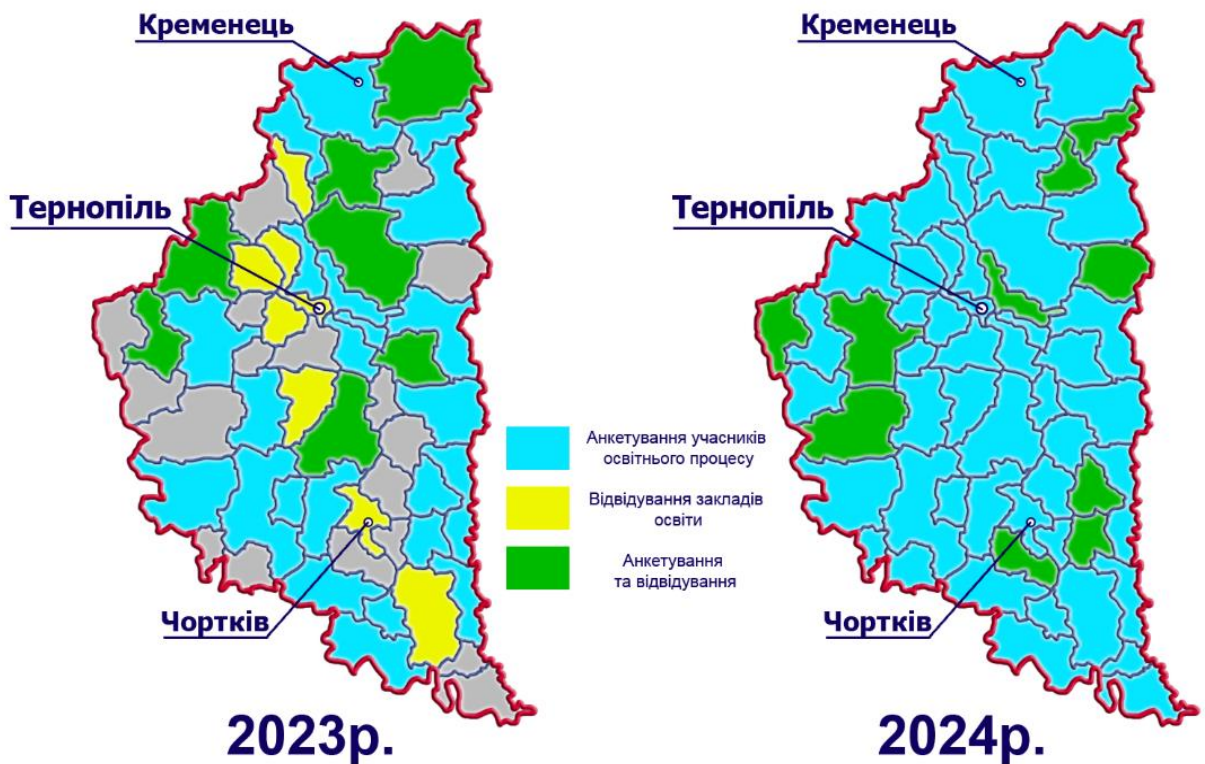 Кременець
Тернопіль
Чортків
2023р.
Анкетування учасників
освітнього процесу
Відвідування закладів
освіти
Анкетування
та відвідування
Кременець
Тернопіль
Чортків
2024р.